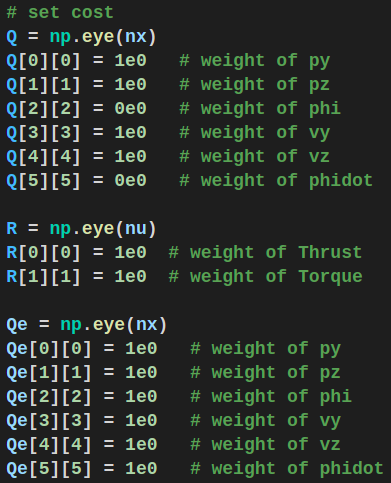 # set cost
Q = np.eye(nx)
Q[0][0] = 1e0   # weight of py
Q[1][1] = 1e0   # weight of pz
Q[2][2] = 0e0   # weight of phi
Q[3][3] = 1e0   # weight of vy
Q[4][4] = 1e0   # weight of vz
Q[5][5] = 0e0   # weight of phidot

R = np.eye(nu)
R[0][0] = 1e0  # weight of Thrust
R[1][1] = 1e0  # weight of Torque

Qe = np.eye(nx)
Qe[0][0] = 1e0   # weight of py
Qe[1][1] = 1e0   # weight of pz
Qe[2][2] = 1e0   # weight of phi
Qe[3][3] = 1e0   # weight of vy
Qe[4][4] = 1e0   # weight of vz
Qe[5][5] = 1e0   # weight of phidot